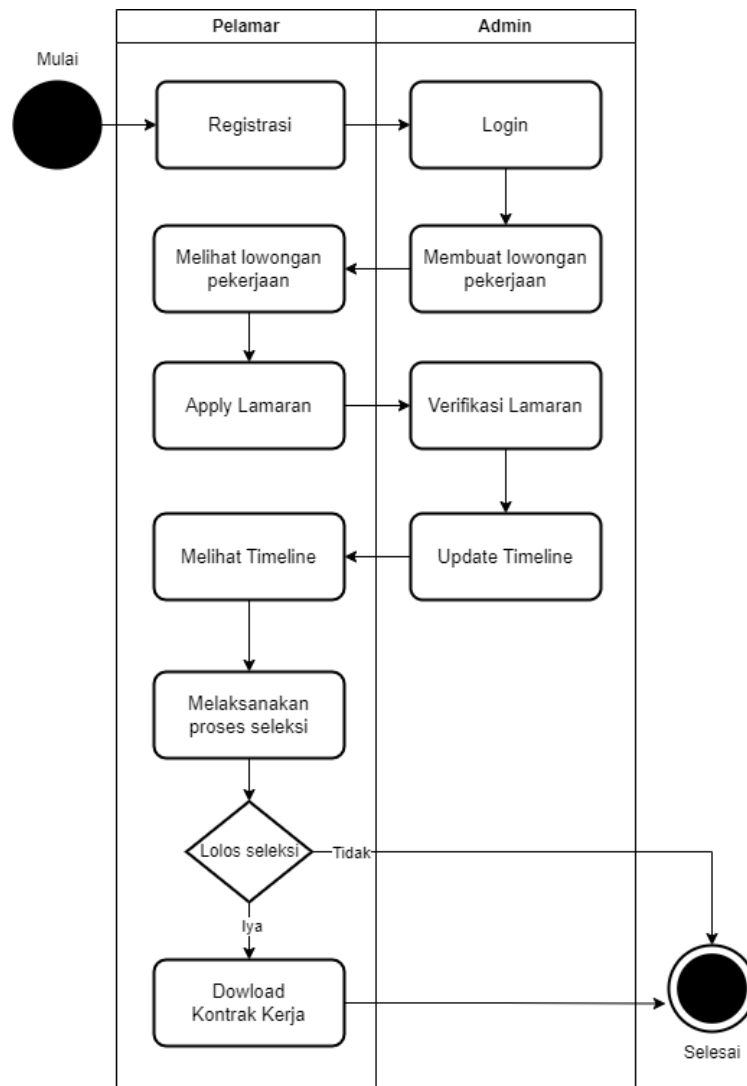 Pelamar
Admin
Mulai
Registrasi
Login
Melihat lowongan
pekerjaan
Membuat lowongan
pekerjaan
Apply Lamaran
Verifikasi Lamaran
Melihat Timeline
Update Timeline
Melaksanakan
proses seleksi
Lolos seleksi
Tidak
Iya
Dowload
Kontrak Kerja
Selesai